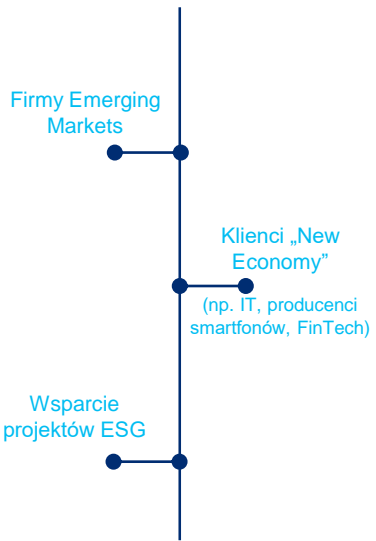 Firmy Emerging
Markets
Klienci „New
Economy”
(np. IT, producenci
smartfonów, FinTech)
Wsparcie
projektów ESG